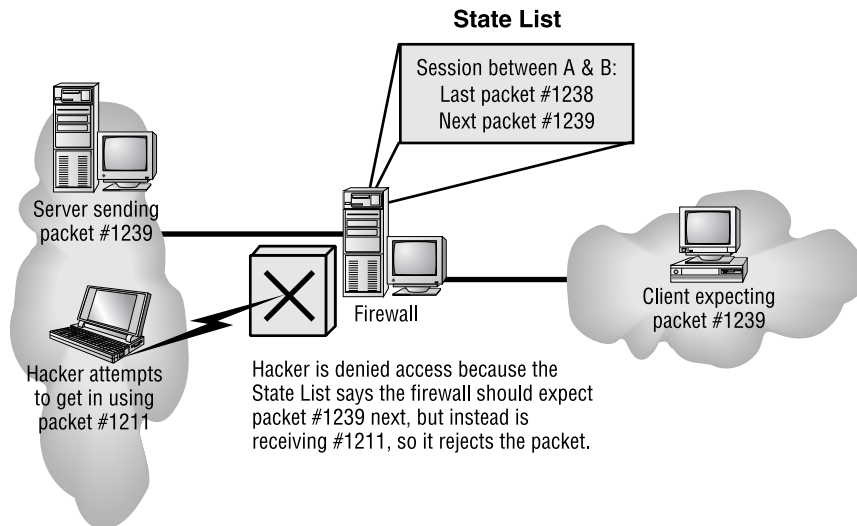 State List
Session between A & B:
Last packet #1238
Next packet #1239
Server sending
packet #1239
Firewall
Client expecting
packet #1239
Hacker attempts
to get in using
packet #1211
Hacker is denied access because the
State List says the firewall should expect
packet #1239 next, but instead is
receiving #1211, so it rejects the packet.